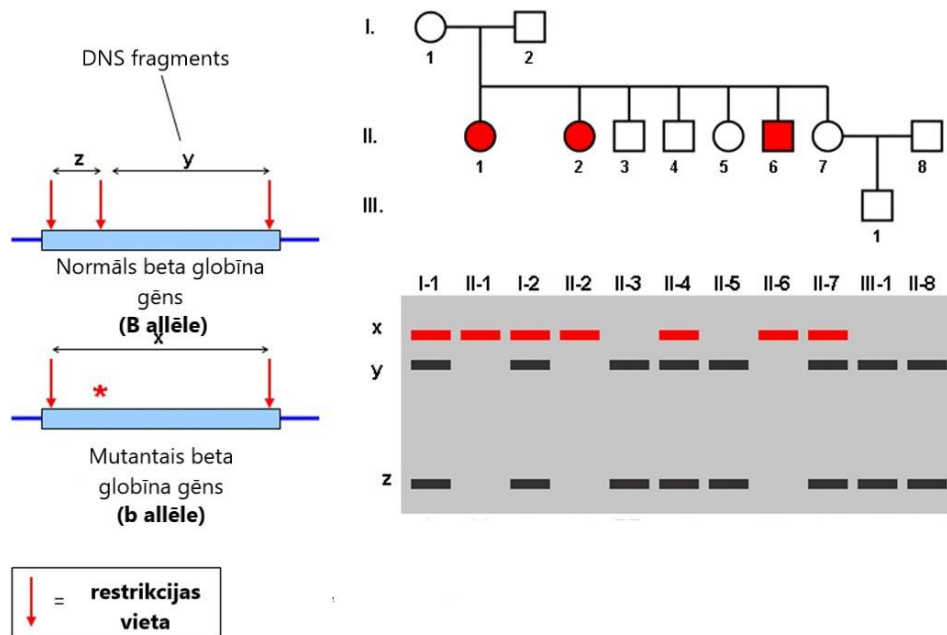 DNS fragments
z
y
Normāls beta globīna
gēns
(B allēle)
x
*
Mutantais beta
globīna gēns
(b allēle)
= restrikcijas
vieta
I.
1 2
II.
1 2 3 4 5 6 7 8
III.
1
I-1 II-1 I-2 II-2 II-3 II-4 II-5 II-6 II-7 III-1 II-8
x
y
z